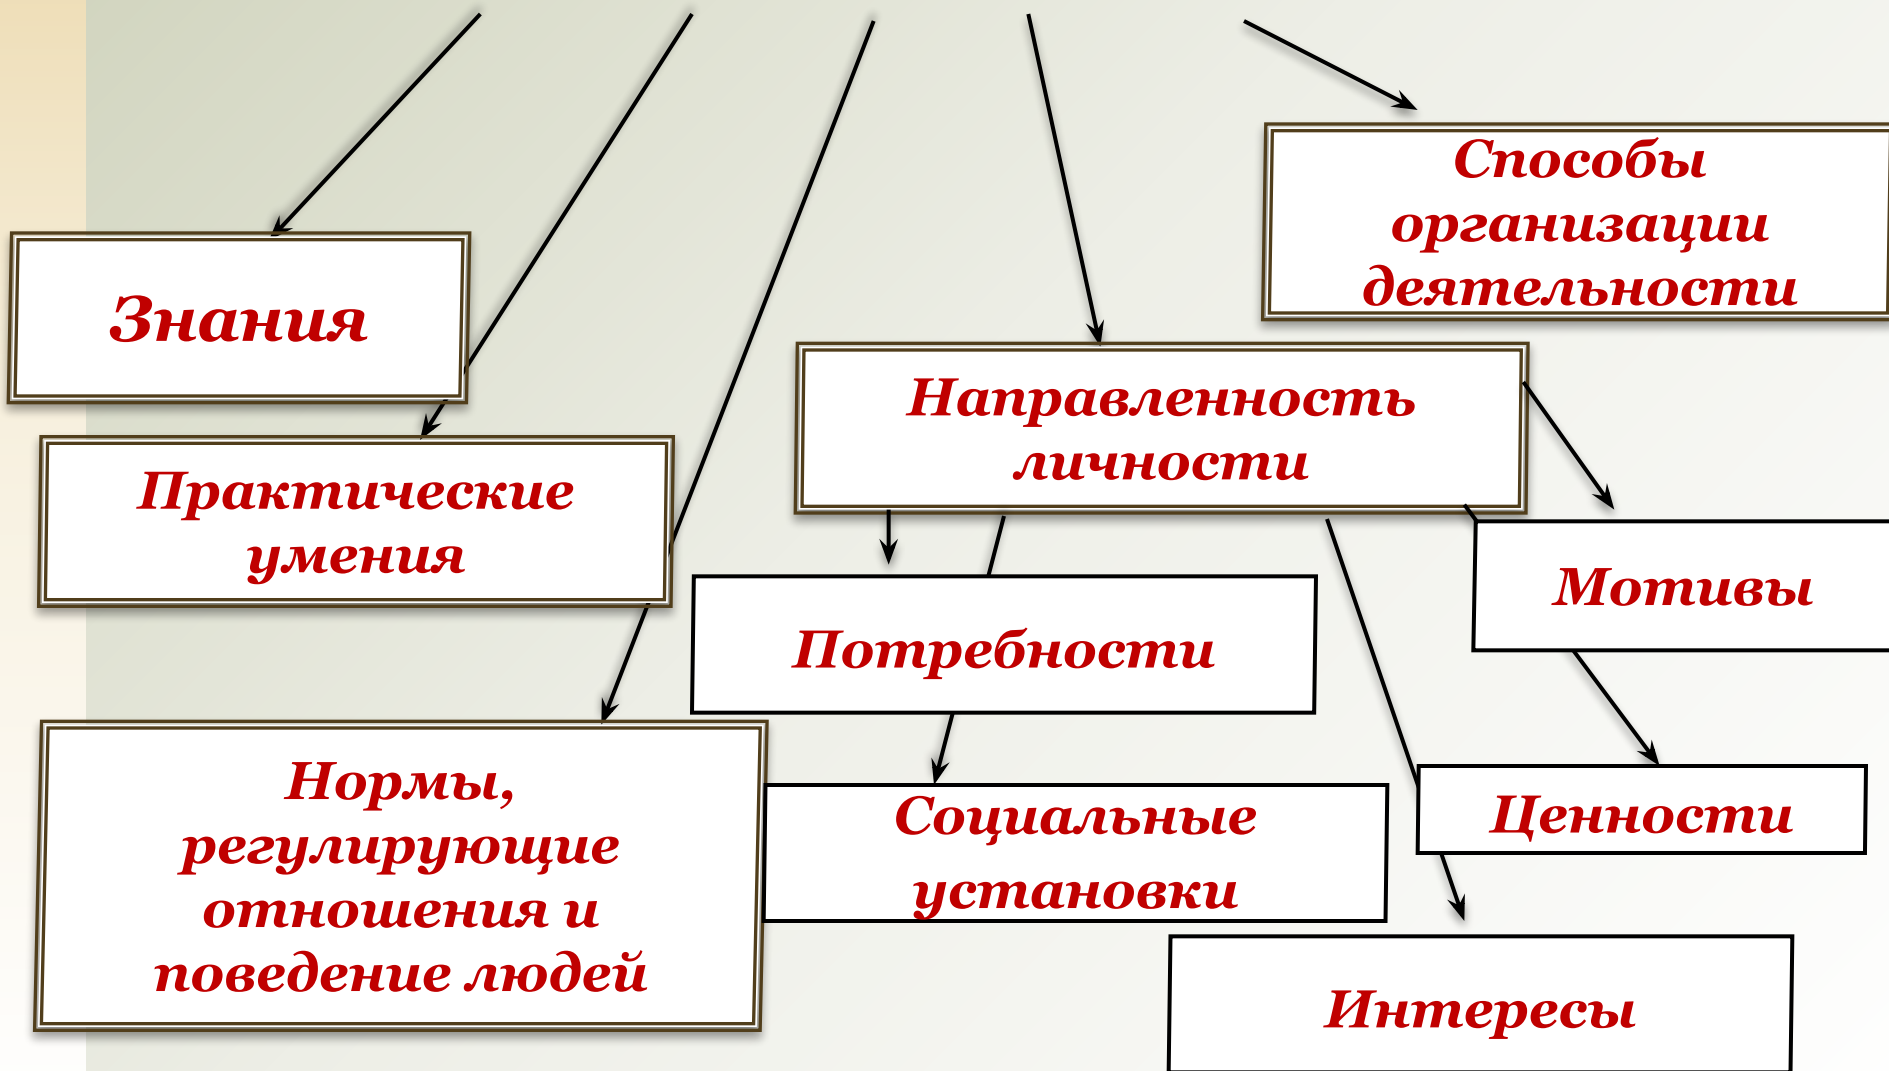 Способы
организации
деятельности
Знания
Направленность
личности
Практические
умения
Мотивы
Потребности
Нормы,
регулирующие
отношения и
поведение людей
Социальные
установки
Ценности
Интересы